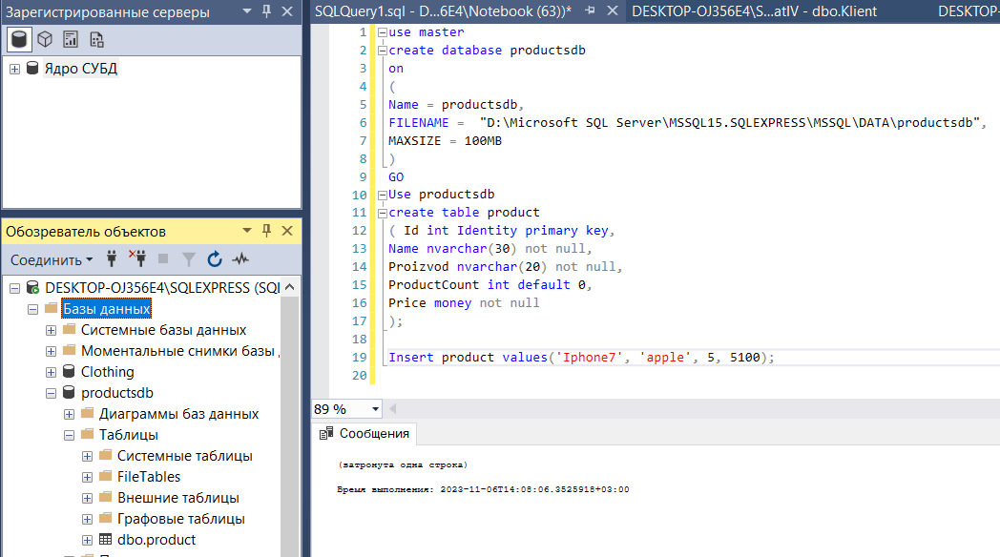 Зарегистрированные серверы
Ядро СУБД
Обозреватель объектов
Соединить
DESKTOP-OJ356E4\SQLEXPRESS (SQL
Базы данных
Системные базы данных
Моментальные снимки базы
Clothing
productsdb
Диаграммы баз данных
Таблицы
Системные таблицы
FileTables
Внешние таблицы
Графовые таблицы
dbo.product
SQLQuery1.sql - D...6E4\Notebook (63))*
DESKTOP-OJ356E4\S...atIV - dbo.Klient
DESKTOP-
1 use master
2 create database productsdb
3 on
4 (
5 Name = productsdb,
6 FILENAME =  "D:\Microsoft SQL Server\MSSQL15.SQLEXPRESS\MSSQL\DATA\productsdb",
7 MAXSIZE = 100MB
8 )
9 GO
10 Use productsdb
11 create table product
12 ( Id int Identity primary key,
13 Name nvarchar(30) not null,
14 Proizvod nvarchar(20) not null,
15 ProductCount int default 0,
16 Price money not null
17 );
18
19 Insert product values('Iphone7', 'apple', 5, 5100);
20
89 %
Сообщения
(затронута одна строка)
Время выполнения: 2023-11-06T14:08:06.3525918+03:00